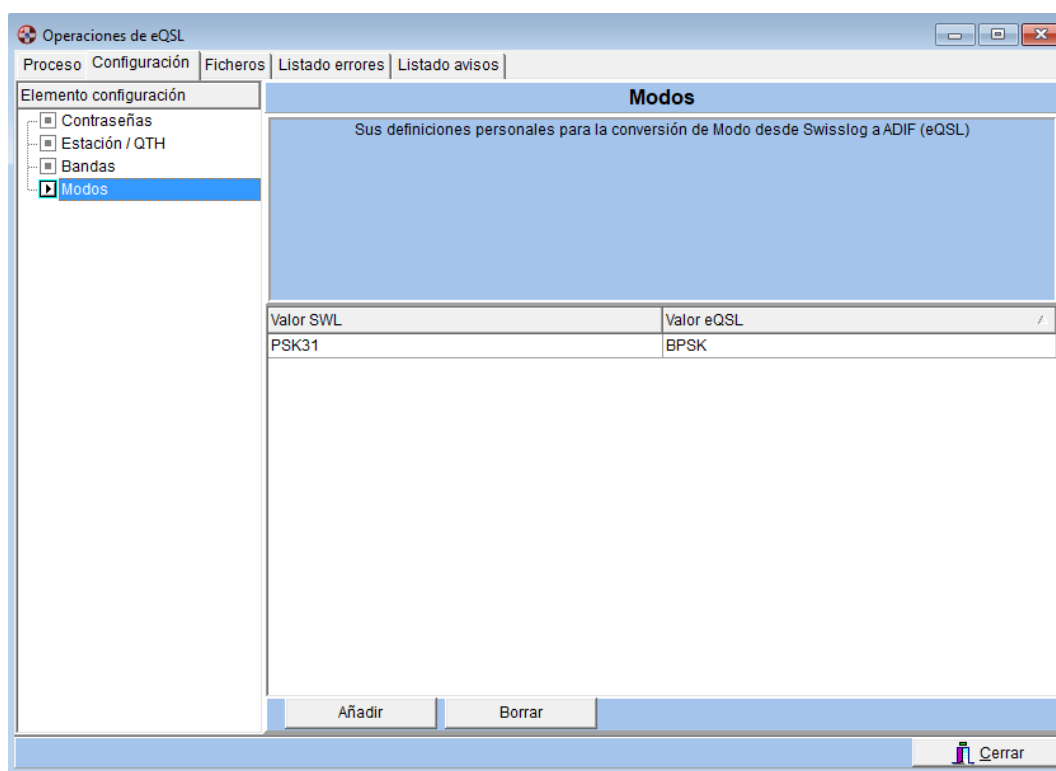 Operaciones de eQSL
Proceso Configuración Ficheros Listado errores Listado avisos
Elemento configuración
Contraseñas
Estación / QTH
Bandas
Modos
Modos
Sus definiciones personales para la conversión de Modo desde Swisslog a ADIF (eQSL)
Valor SWL Valor eQSL
PSK31 BPSK
Añadir Borrar
Cerrar